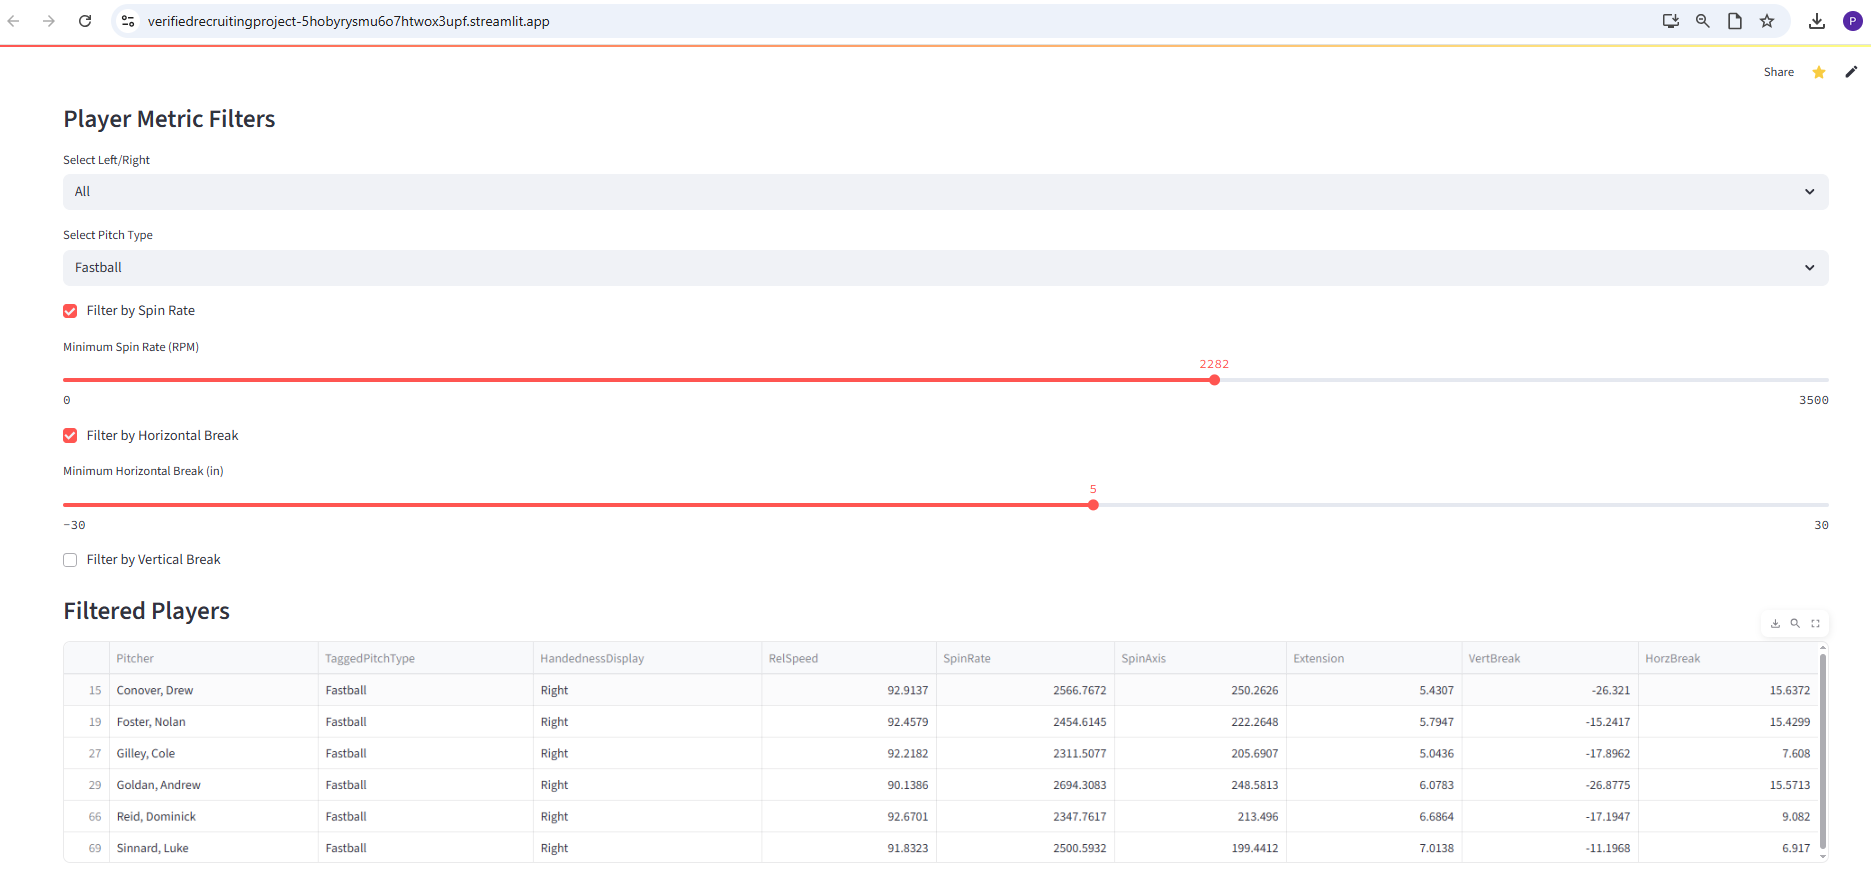 verifiedrecruitingproject-5hobyrysmu6o7htwox3upf.streamlit.app
P
Share
Player Metric Filters
Select Left/Right
All
Select Pitch Type
Fastball
Filter by Spin Rate
Minimum Spin Rate (RPM)
2282
0 3500
Filter by Horizontal Break
Minimum Horizontal Break (in)
5
-30 30
Filter by Vertical Break
Filtered Players
Pitcher TaggedPitchType HandednessDisplay RelSpeed SpinRate SpinAxis Extension VertBreak HorzBreak
15 Conover, Drew Fastball Right 92.9137 2566.7672 250.2626 5.4307 -26.321 15.6372
19 Foster, Nolan Fastball Right 92.4579 2454.6145 222.2648 5.7947 -15.2417 15.4299
27 Gilley, Cole Fastball Right 92.2182 2311.5077 205.6907 5.0436 -17.8962 7.608
29 Goldan, Andrew Fastball Right 90.1386 2694.3083 248.5813 6.0783 -26.8775 15.5713
66 Reid, Dominick Fastball Right 92.6701 2347.7617 213.496 6.6864 -17.1947 9.082
69 Sinnard, Luke Fastball Right 91.8323 2500.5932 199.4412 7.0138 -11.1968 6.917